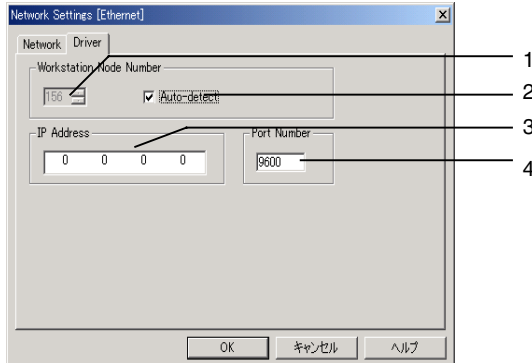 Network Settings [Ethernet]
Network Driver
Workstation Node Number
1
156 Auto-detect
2
IP Address
Port Number
3
0 0 0 0
9600
4
OK キャンセル ヘルプ